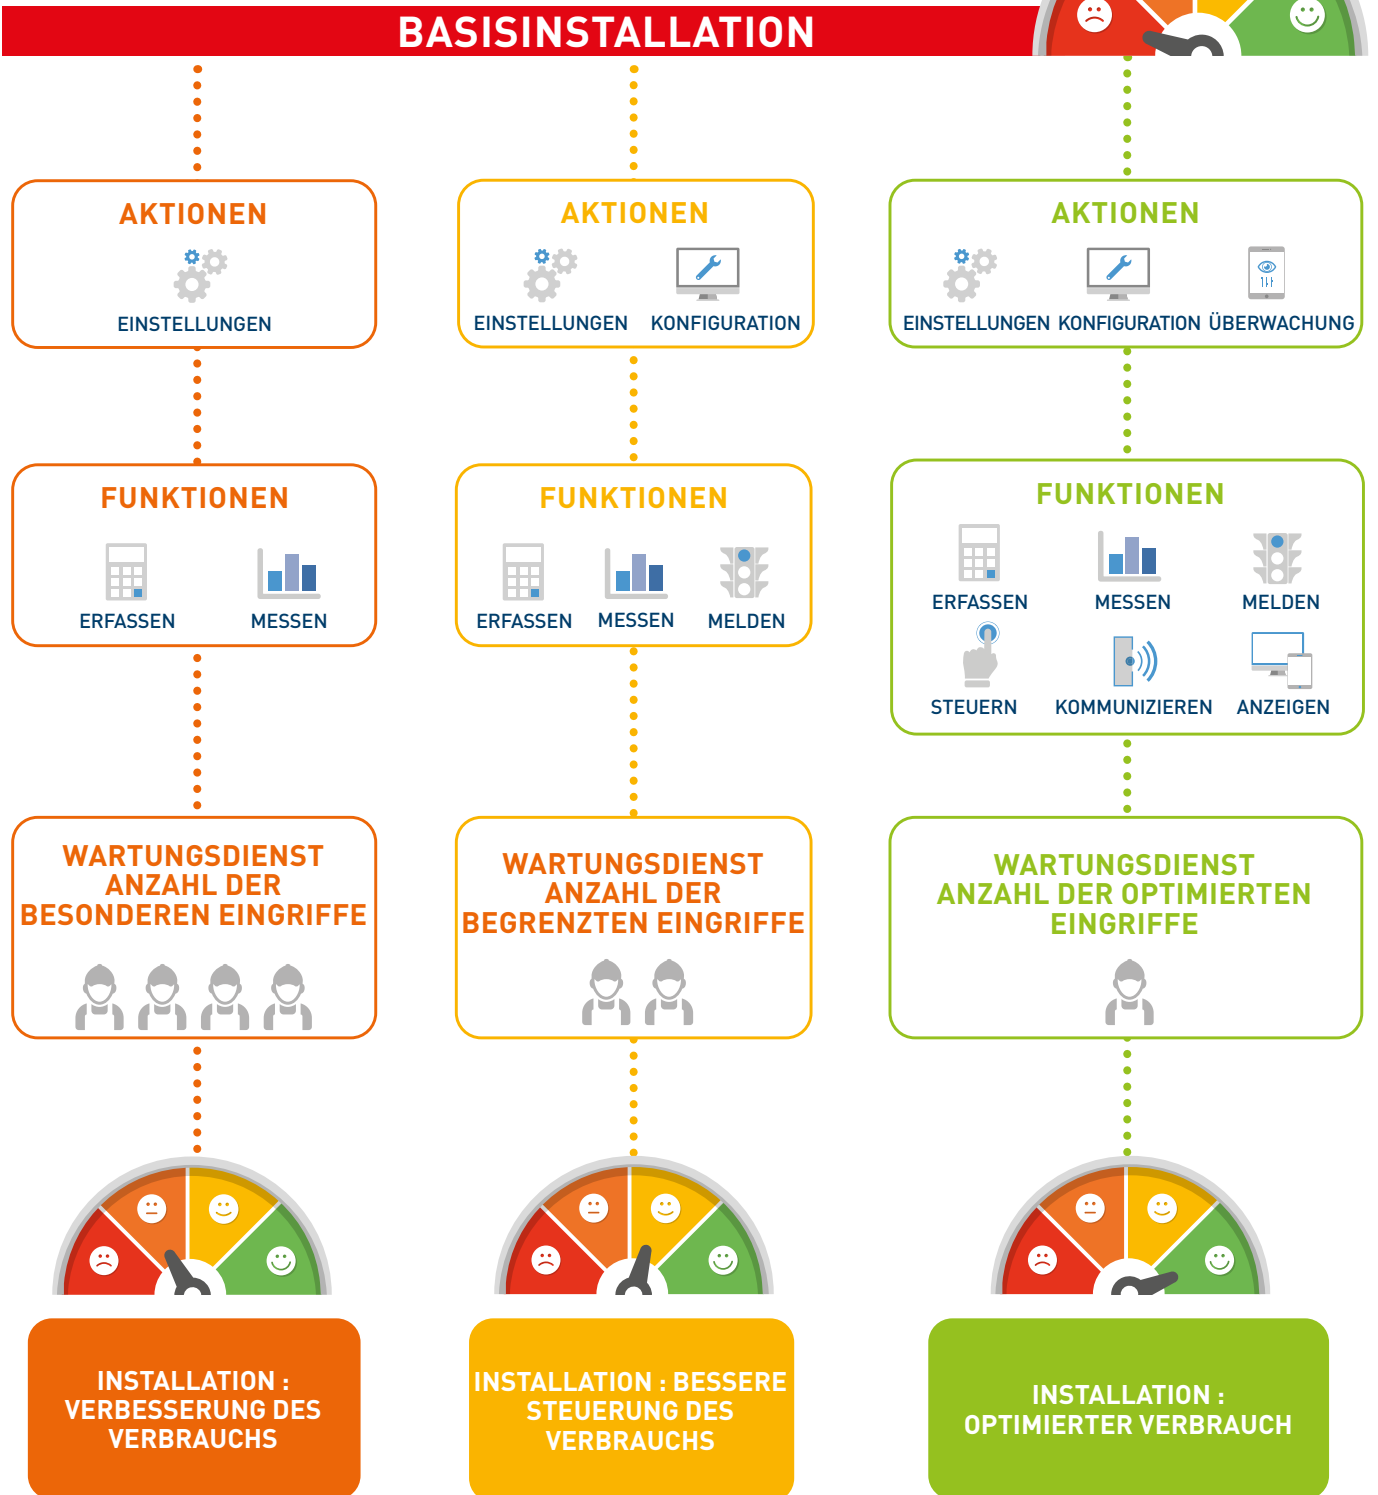 BASISINSTALLATION
AKTIONEN
EINSTELLUNGEN
FUNKTIONEN
ERFASSEN MESSEN
WARTUNGSDIENST
ANZAHL DER
BESONDEREN EINGRIFFE
INSTALLATION :
VERBESSERUNG DES
VERBRAUCHS
AKTIONEN
EINSTELLUNGEN KONFIGURATION
FUNKTIONEN
ERFASSEN MESSEN MELDEN
WARTUNGSDIENST
ANZAHL DER
BEGRENZTEN EINGRIFFE
INSTALLATION : BESSERE
STEUERUNG DES
VERBRAUCHS
AKTIONEN
EINSTELLUNGEN KONFIGURATION ÜBERWACHUNG
FUNKTIONEN
ERFASSEN MESSEN MELDEN
STEUERN KOMMUNIZIEREN ANZEIGEN
WARTUNGSDIENST
ANZAHL DER OPTIMIERTEN
EINGRIFFE
INSTALLATION :
OPTIMIERTER VERBRAUCH